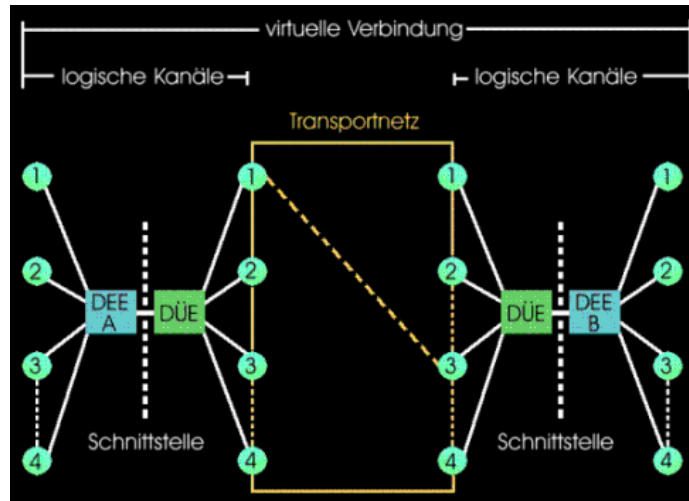 virtuelle Verbindung
logische Kanäle
logische Kanäle
Transportnetz
1
1
1
1
2
2
2
2
DEE
A
DÜE
DÜE
DEE
B
3
3
3
3
Schnittstelle
Schnittstelle
4
4
4
4